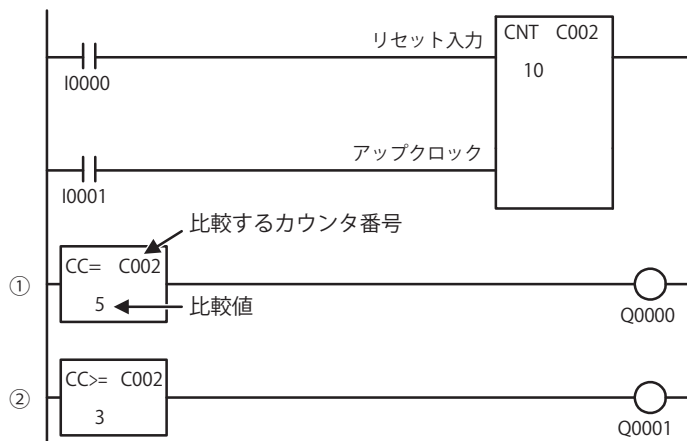 リセット入力
CNT C002
10
I0000
アップクロック
I0001
比較するカウンタ番号
① CC= C002
5
比較値
Q0000
② CC>= C002
3
Q0001